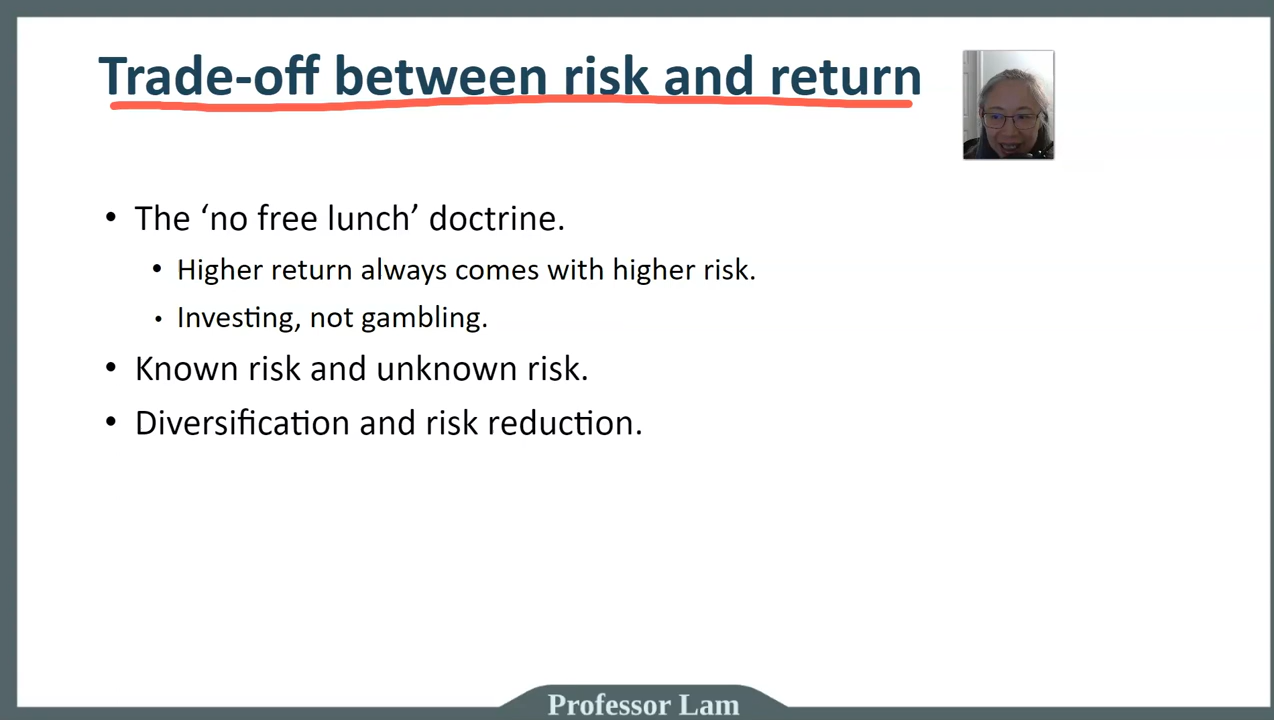 Trade-off between risk and return
• The ‘no free lunch’ doctrine.
• Higher return always comes with higher risk.
• Investing, not gambling.
• Known risk and unknown risk.
• Diversification and risk reduction.
Professor Lam